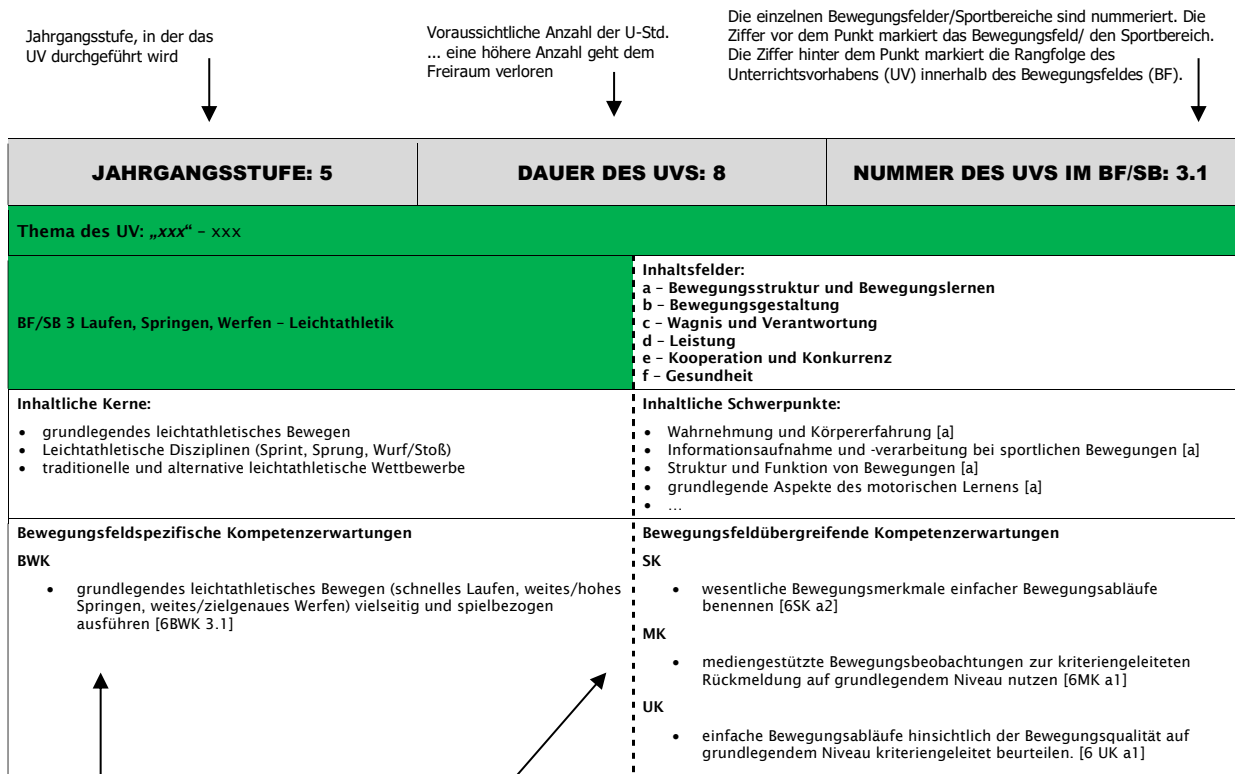 Jahrgangsstufe, in der das
UV durchgeführt wird
Voraussichtliche Anzahl der U-Std.
... eine höhere Anzahl geht dem
Freiraum verloren
Die einzelnen Bewegungsfelder/Sportbereiche sind nummeriert. Die
Ziffer vor dem Punkt markiert das Bewegungsfeld/ den Sportbereich.
Die Ziffer hinter dem Punkt markiert die Rangfolge des
Unterrichtsvorhabens (UV) innerhalb des Bewegungsfeldes (BF).
JAHRGANGSSTUFE: 5
DAUER DES UVS: 8
NUMMER DES UVS IM BF/SB: 3.1
Thema des UV: „xxx“ – xxx
BF/SB 3 Laufen, Springen, Werfen – Leichtathletik
Inhaltsfelder:
a – Bewegungsstruktur und Bewegungslernen
b – Bewegungsgestaltung
c – Wagnis und Verantwortung
d – Leistung
e – Kooperation und Konkurrenz
f – Gesundheit
Inhaltliche Kerne:
• grundlegendes leichtathletisches Bewegen
• Leichtathletische Disziplinen (Sprint, Sprung, Wurf/Stoß)
• traditionelle und alternative leichtathletische Wettbewerbe
Inhaltliche Schwerpunkte:
• Wahrnehmung und Körpererfahrung [a]
• Informationsaufnahme und -verarbeitung bei sportlichen Bewegungen [a]
• Struktur und Funktion von Bewegungen [a]
• grundlegende Aspekte des motorischen Lernens [a]
• ...
Bewegungsfeldspezifische Kompetenzerwartungen
BWK
• grundlegendes leichtathletisches Bewegen (schnelles Laufen, weites/hohes
Springen, weites/zielgenaues Werfen) vielseitig und spielbezogen
ausführen [6BWK 3.1]
Bewegungsfeldübergreifende Kompetenzerwartungen
SK
• wesentliche Bewegungsmerkmale einfacher Bewegungsabläufe
benennen [6SK a2]
MK
• mediengestützte Bewegungsbeobachtungen zur kriteriengeleiteten
Rückmeldung auf grundlegendem Niveau nutzen [6MK a1]
UK
• einfache Bewegungsabläufe hinsichtlich der Bewegungsqualität auf
grundlegendem Niveau kriteriengeleitet beurteilen. [6 UK a1]